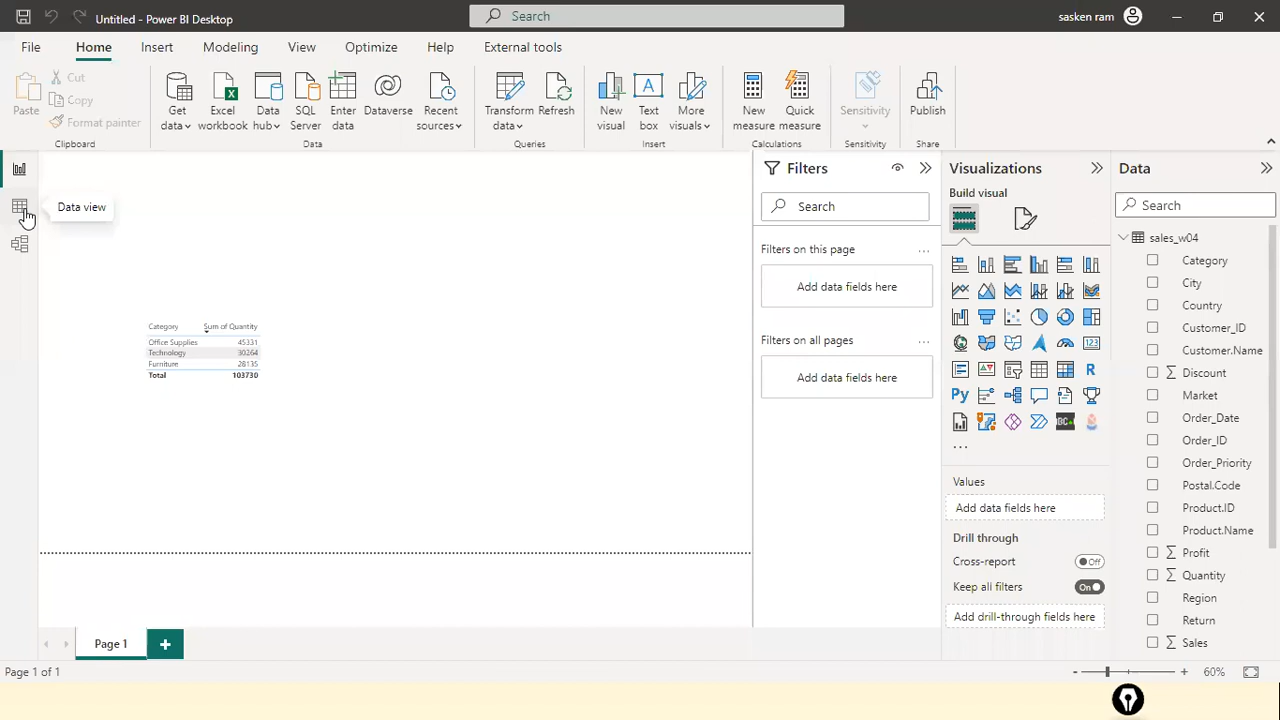 Untitled - Power BI Desktop
Search
sasken ram
File
Home
Insert
Modeling
View
Optimize
Help
External tools
Paste
Cut
Copy
Format painter
Clipboard
Get data
Excel workbook
Data hub
SQL Server
Enter data
Dataverse
Recent sources
Data
Transform data
Refresh
Queries
New visual
Text box
More visuals
Insert
New measure
Quick measure
Calculations
Sensitivity
Sensitivity
Publish
Share
Data view
Category Sum of Quantity
Office Supplies 45331
Technology 30264
Furniture 28135
Total 103730
Filters
Search
Filters on this page
...
Add data fields here
Filters on all pages
...
Add data fields here
Visualizations
Build visual
123
R
Py
...
Values
Add data fields here
Drill through
Cross-report
Off
Keep all filters
On
Add drill-through fields here
Data
Search
sales_w04
Category
City
Country
Customer_ID
Customer.Name
Σ Discount
Market
Order_Date
Order_ID
Order_Priority
Postal.Code
Product.ID
Product.Name
Σ Profit
Σ Quantity
Region
Return
Σ Sales
Page 1
+
Page 1 of 1
- + 60%